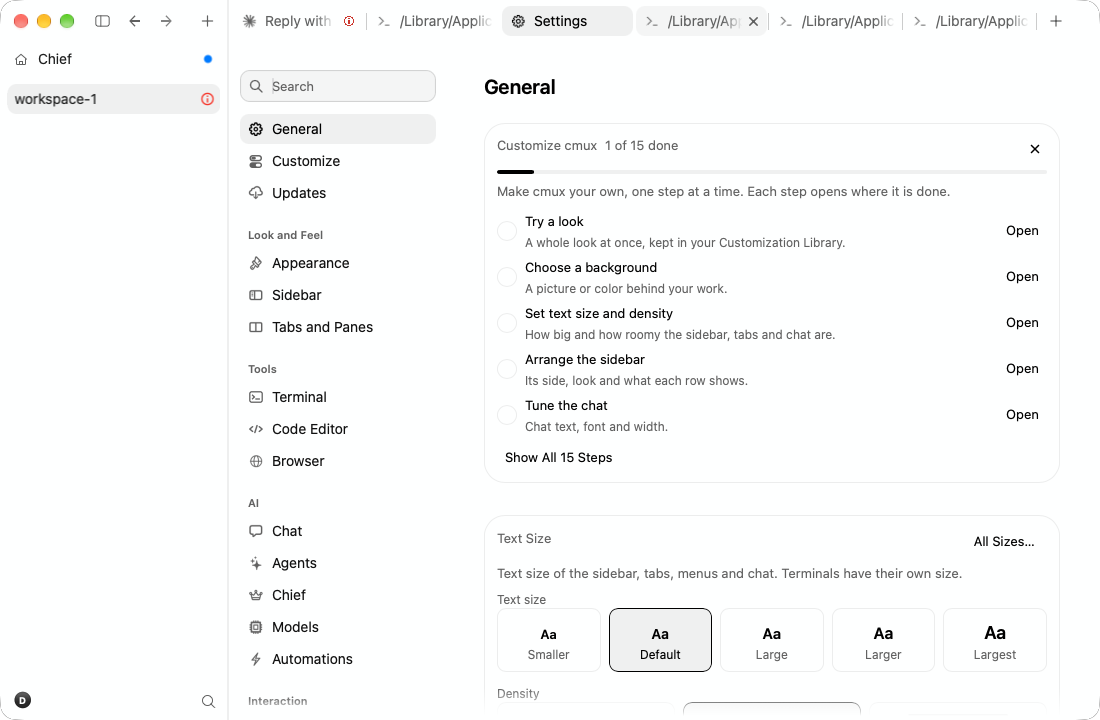 Reply with
/Library/Applic
Settings
/Library/App
/Library/Applic
/Library/Applic
Chief
workspace-1
D
Search
General
Customize
Updates
Look and Feel
Appearance
Sidebar
Tabs and Panes
Tools
Terminal
Code Editor
Browser
AI
Chat
Agents
Chief
Models
Automations
Interaction
General
Customize cmux 1 of 15 done
Make cmux your own, one step at a time. Each step opens where it is done.
Try a look
A whole look at once, kept in your Customization Library.
Open
Choose a background
A picture or color behind your work.
Open
Set text size and density
How big and how roomy the sidebar, tabs and chat are.
Open
Arrange the sidebar
Its side, look and what each row shows.
Open
Tune the chat
Chat text, font and width.
Open
Show All 15 Steps
Text Size
All Sizes...
Text size of the sidebar, tabs, menus and chat. Terminals have their own size.
Text size
Aa Aa Aa Aa Aa
Smaller Default Large Larger Largest
Density